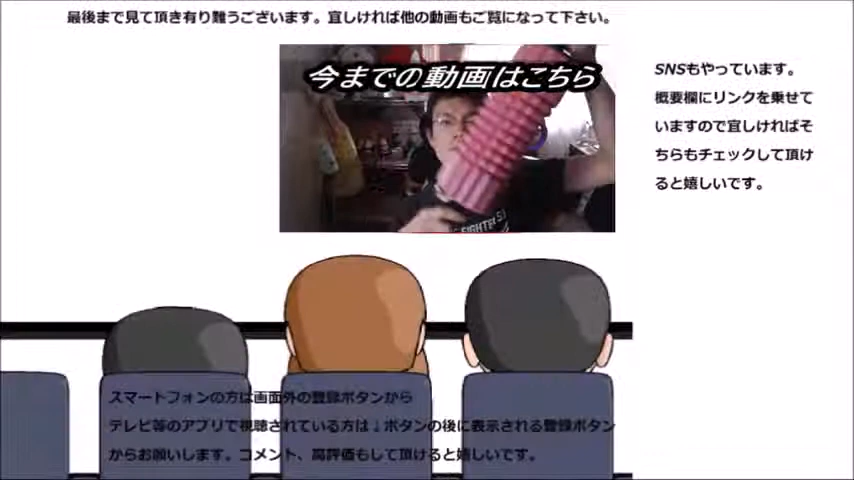 最後まで見て頂き有り難うございます。宜しければ他の動画もご覧になって下さい。
今までの動画はこちら
SNSもやっています。
概要欄にリンクを乗せて
いますので宜しければそ
ちらもチェックして頂け
ると嬉しいです。
スマートフォンの方は画面外の登録ボタンから
テレビ等のアプリで視聴されている方は↓ボタンの後に表示される登録ボタン
からお願いします。コメント、高評価もして頂けると嬉しいです。